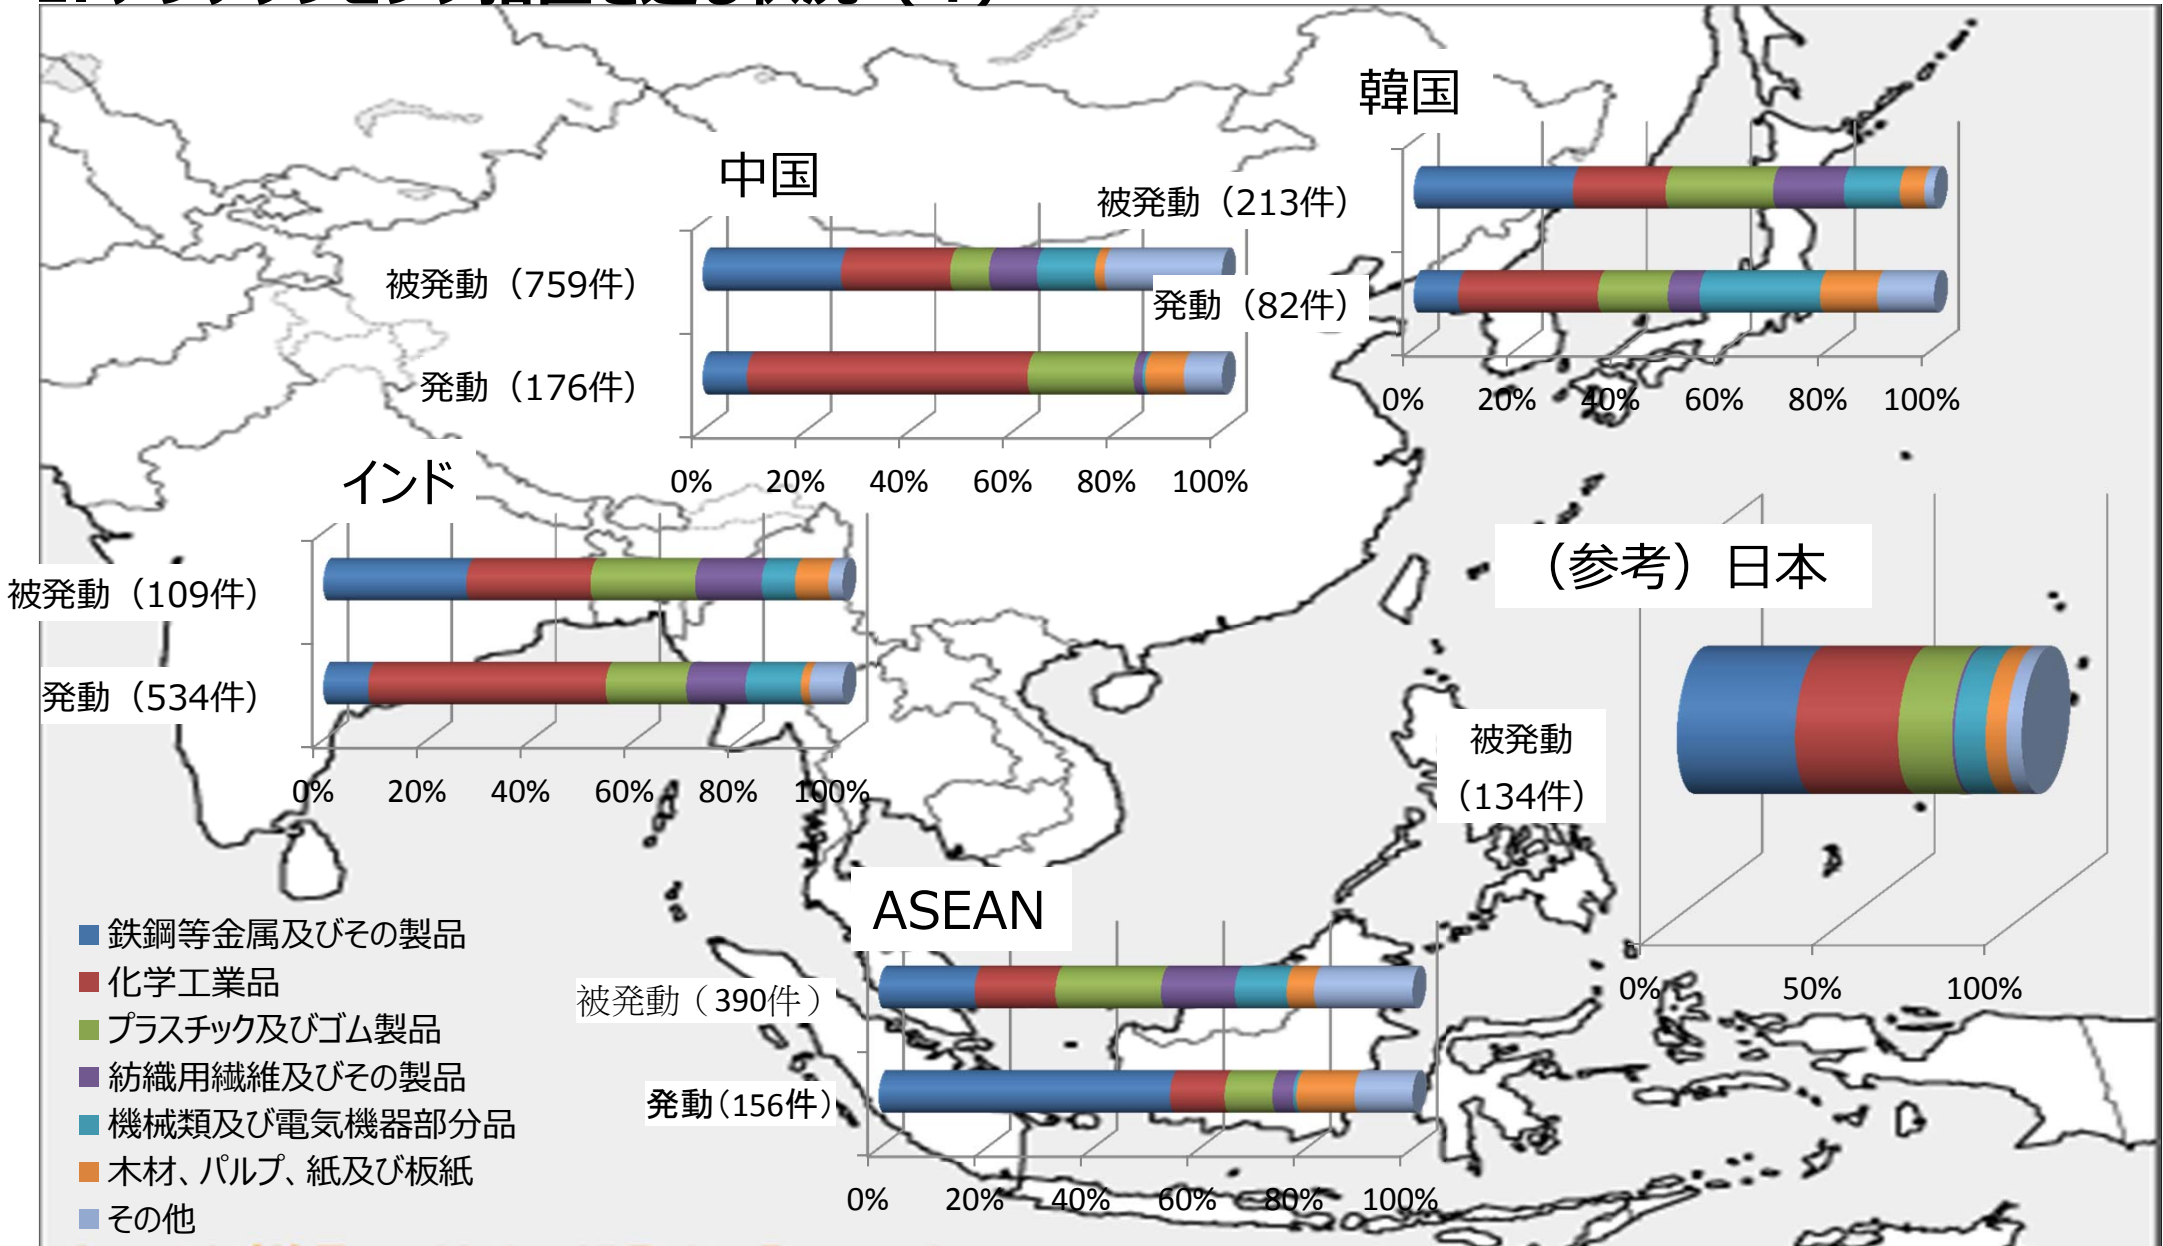 韓国
被発動（213件）
発動（82件）
0% 20% 40% 60% 80% 100%
中国
被発動（759件）
発動（176件）
0% 20% 40% 60% 80% 100%
インド
被発動（109件）
発動（534件）
0% 20% 40% 60% 80% 100%
（参考）日本
被発動
（134件）
0% 50% 100%
ASEAN
被発動（390件）
発動（156件）
0% 20% 40% 60% 80% 100%
鉄鋼等金属及びその製品
化学工業品
プラスチック及びゴム製品
紡織用繊維及びその製品
機械類及び電気機器部分品
木材、パルプ、紙及び板紙
その他